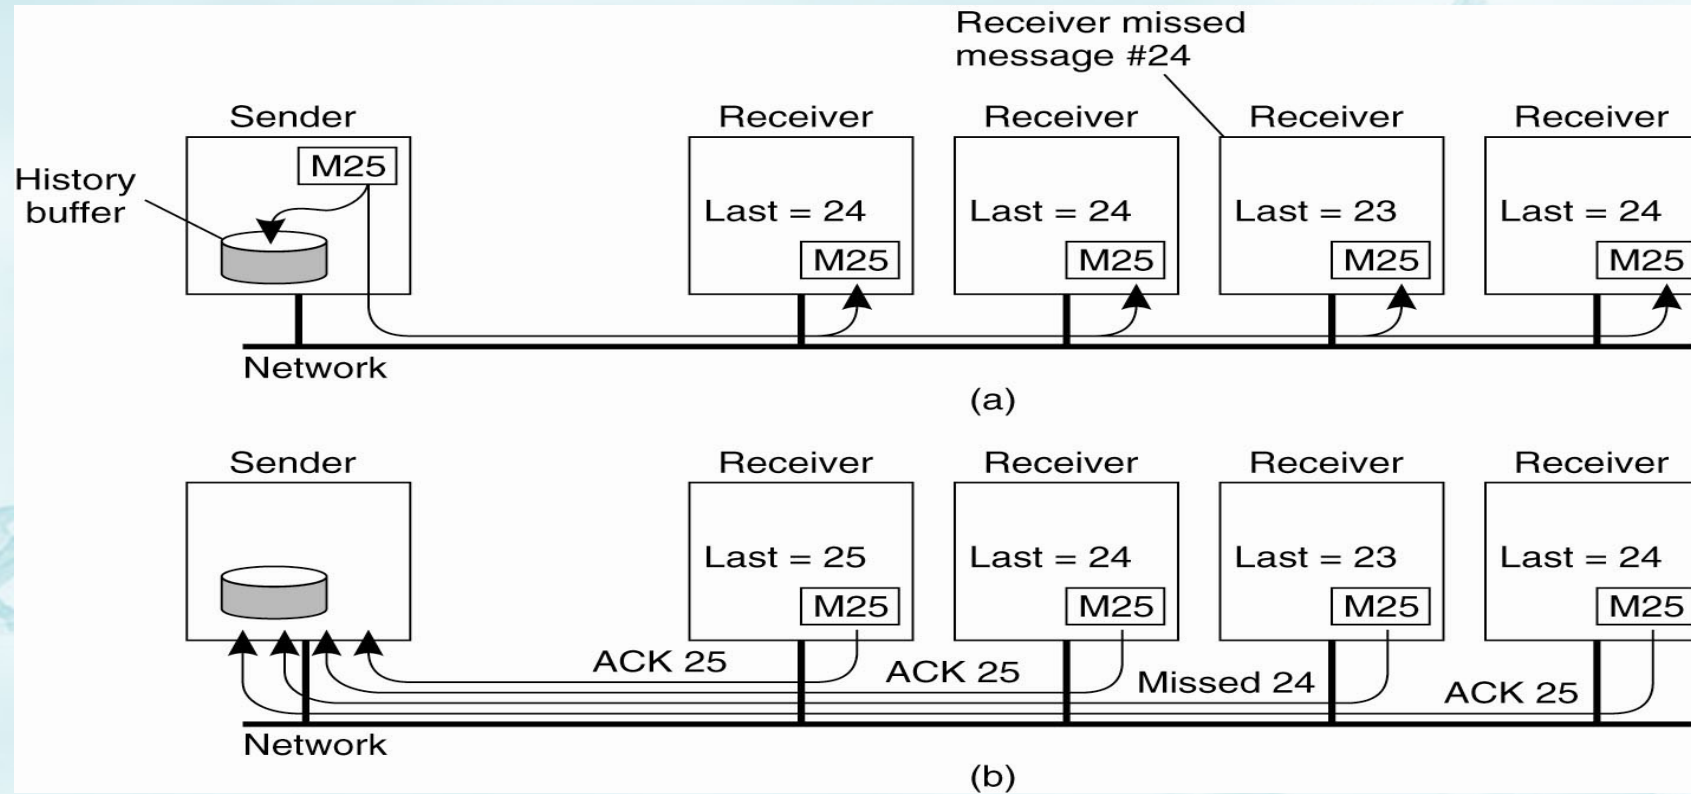 Receiver missed
message #24
Sender
Receiver
Receiver
Receiver
Receiver
History
buffer
M25
Last = 24
Last = 24
Last = 23
Last = 24
M25
M25
M25
M25
Network
(a)
Sender
Receiver
Receiver
Receiver
Receiver
Last = 25
Last = 24
Last = 23
Last = 24
M25
M25
M25
M25
ACK 25
ACK 25
Missed 24
ACK 25
Network
(b)